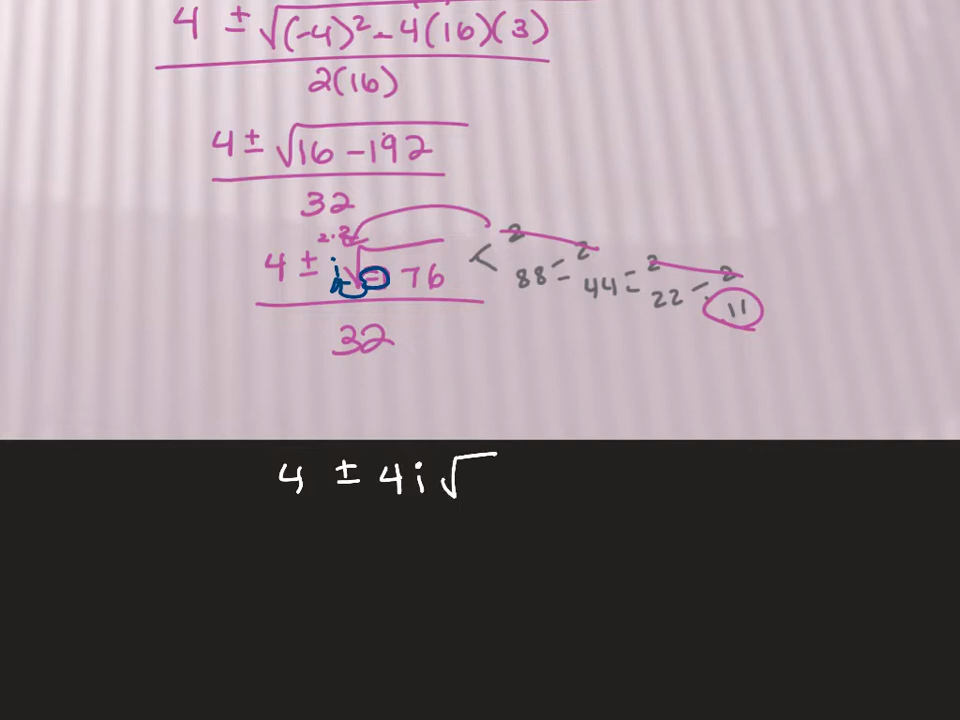 4 ± √(-4)² - 4(16)(3)
2(16)
4 ± √16 - 192
32
2·2
4 ± i√-176
2 2 2 2
88 44 22 11
32
4 ± 4i√